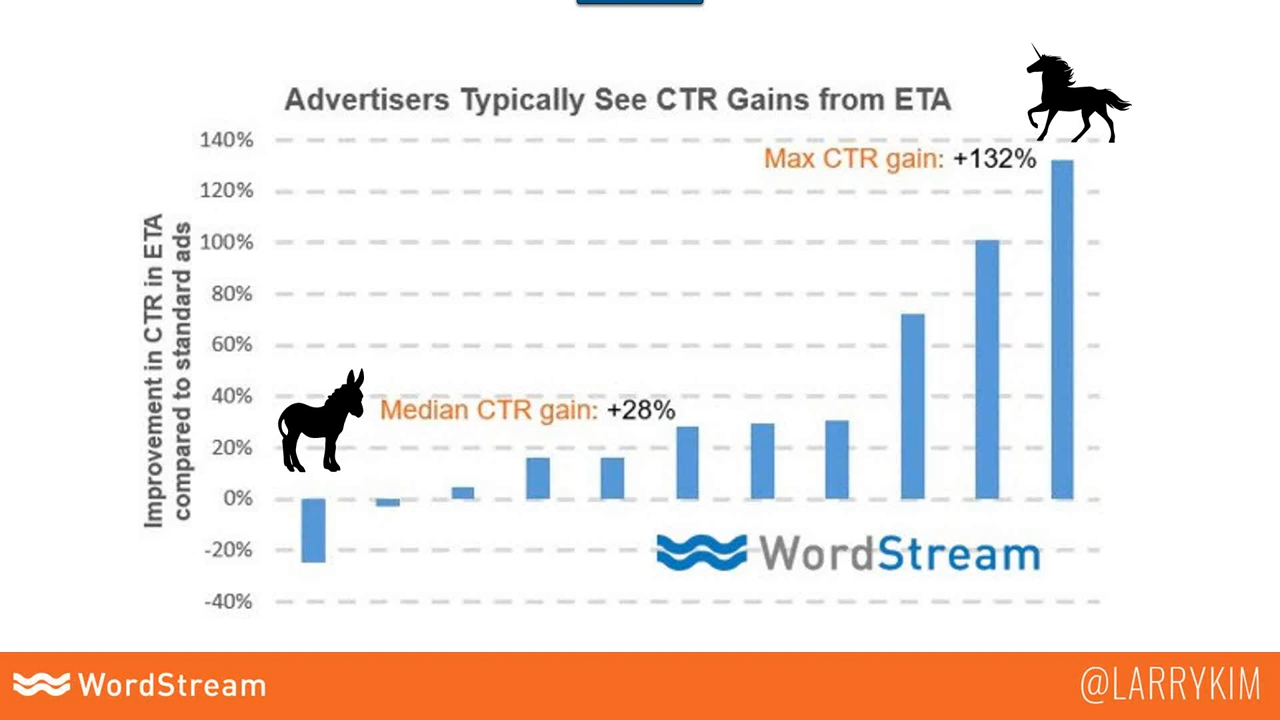 Advertisers Typically See CTR Gains from ETA
140%
Max CTR gain: +132%
120%
100%
80%
60%
40%
Median CTR gain: +28%
20%
0%
-20%
-40%
Improvement in CTR in ETA
compared to standard ads
WordStream
WordStream
@LARRYKIM